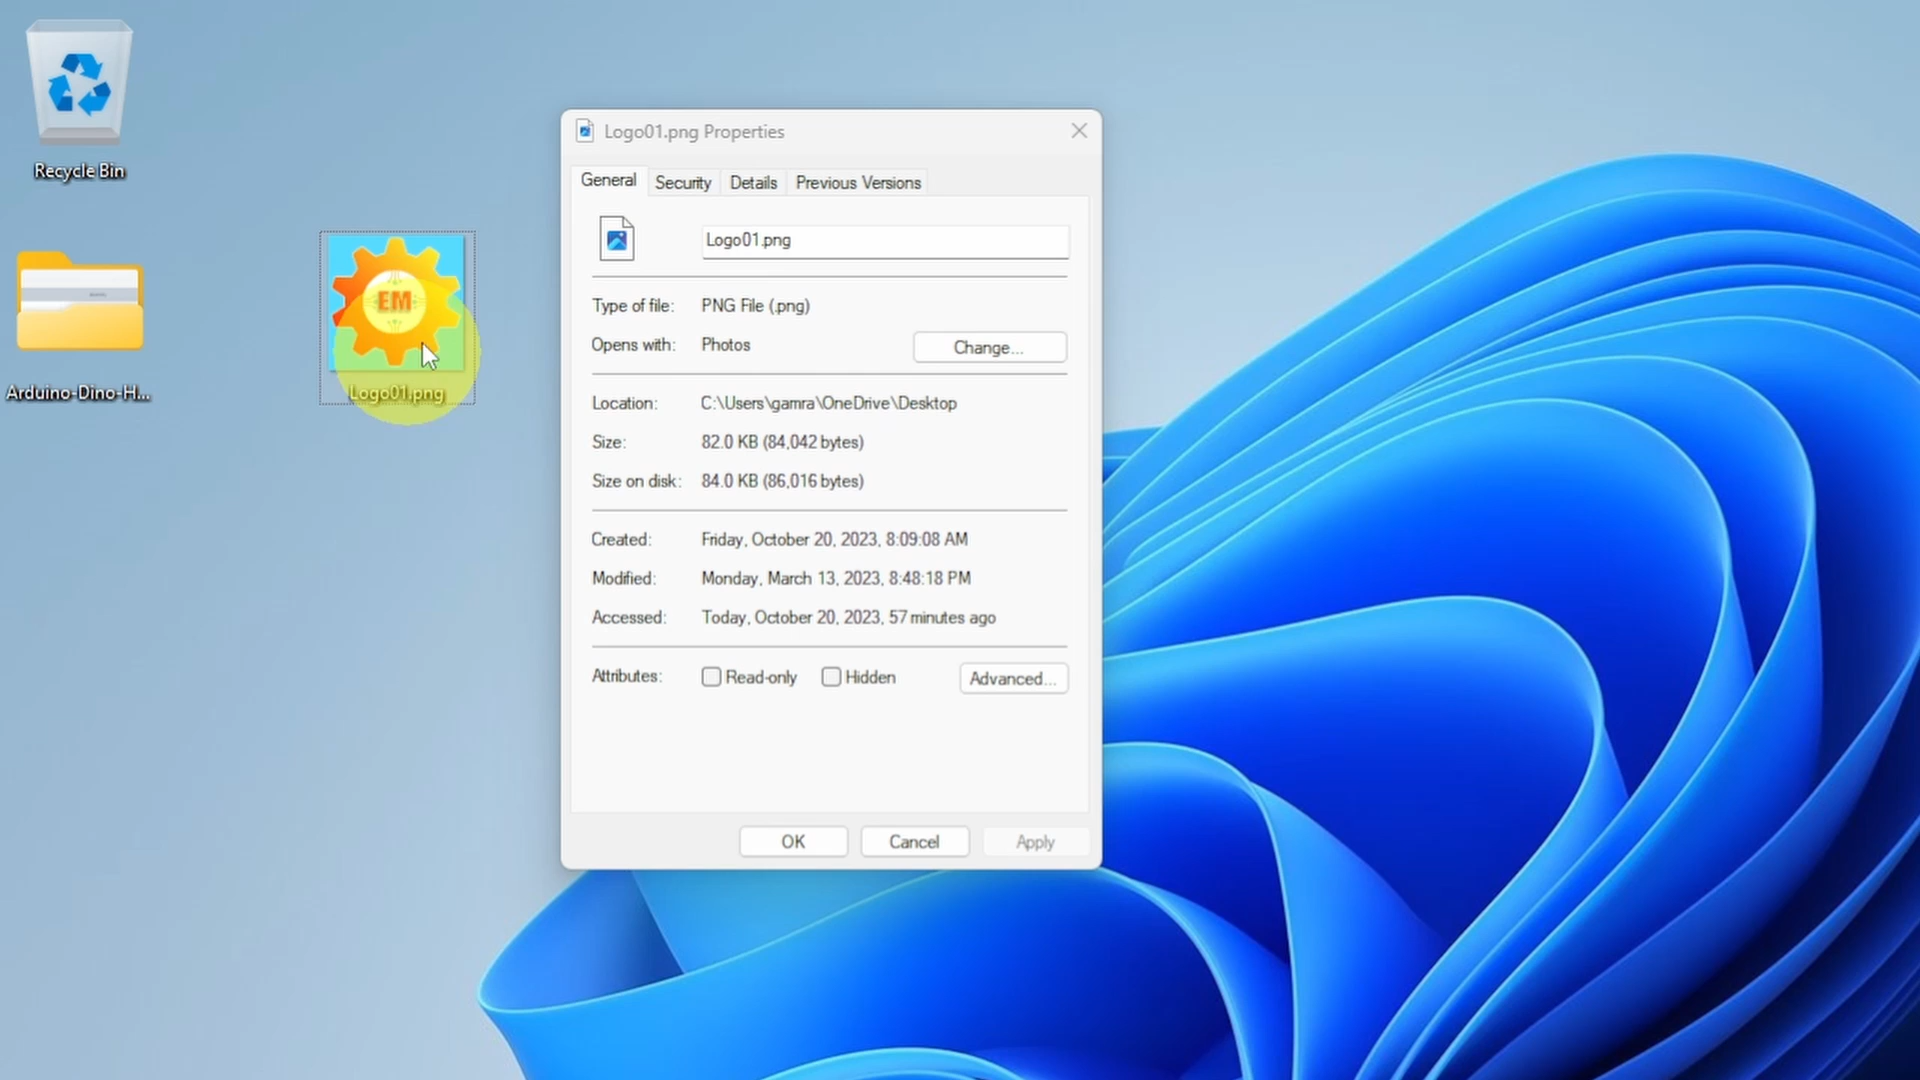 Recycle Bin
Arduino-Dino-H...
EM
Logo01.png
Logo01.png Properties
General Security Details Previous Versions
Logo01.png
Type of file: PNG File (.png)
Opens with: Photos Change...
Location: C:\Users\gamra\OneDrive\Desktop
Size: 82.0 KB (84,042 bytes)
Size on disk: 84.0 KB (86,016 bytes)
Created: Friday, October 20, 2023, 8:09:08 AM
Modified: Monday, March 13, 2023, 8:48:18 PM
Accessed: Today, October 20, 2023, 57 minutes ago
Attributes: Read-only Hidden Advanced...
OK Cancel Apply